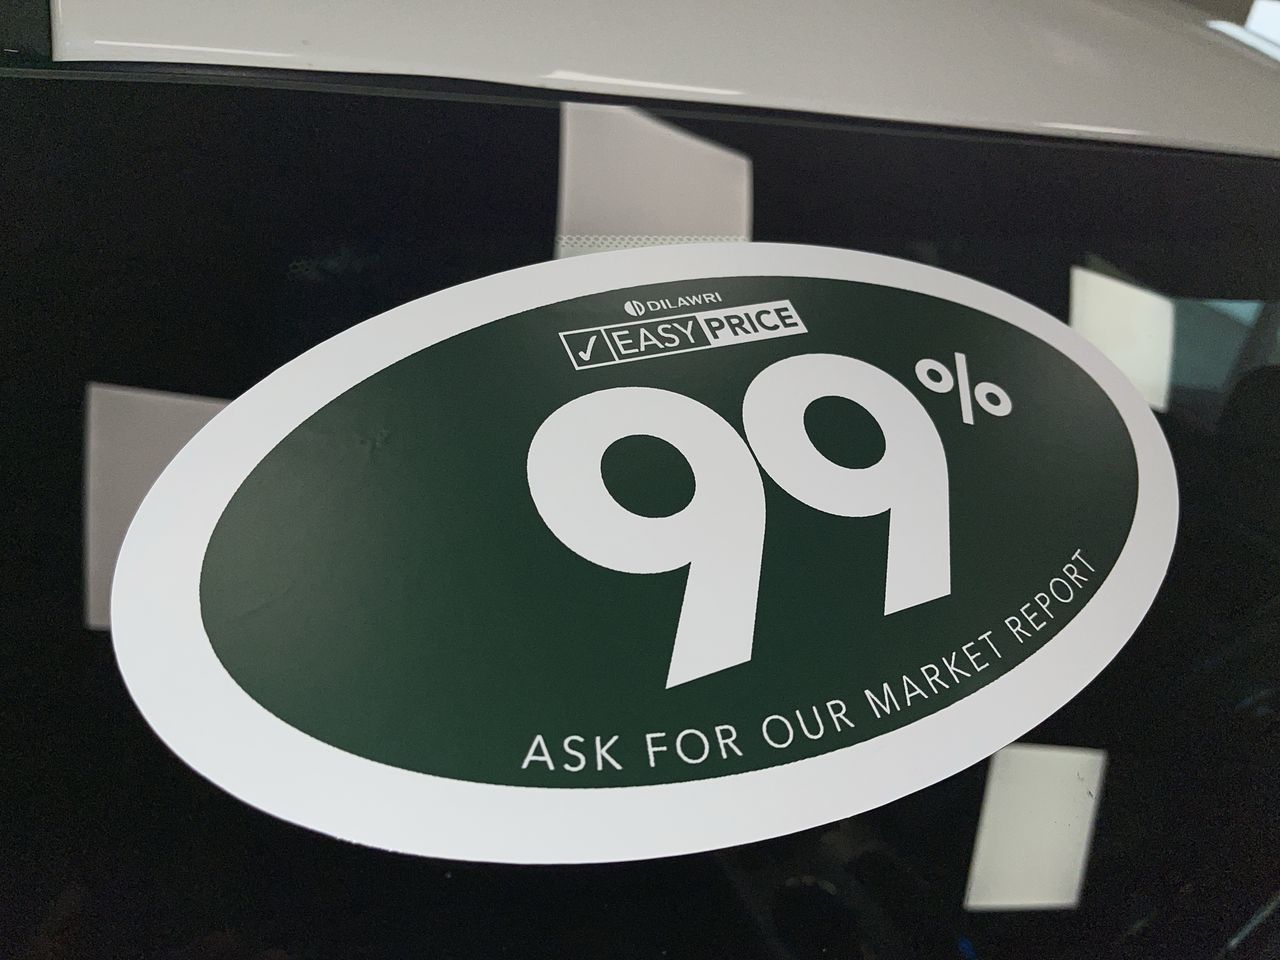 DILAWRI
✓ EASY PRICE
99%
ASK FOR OUR MARKET REPORT